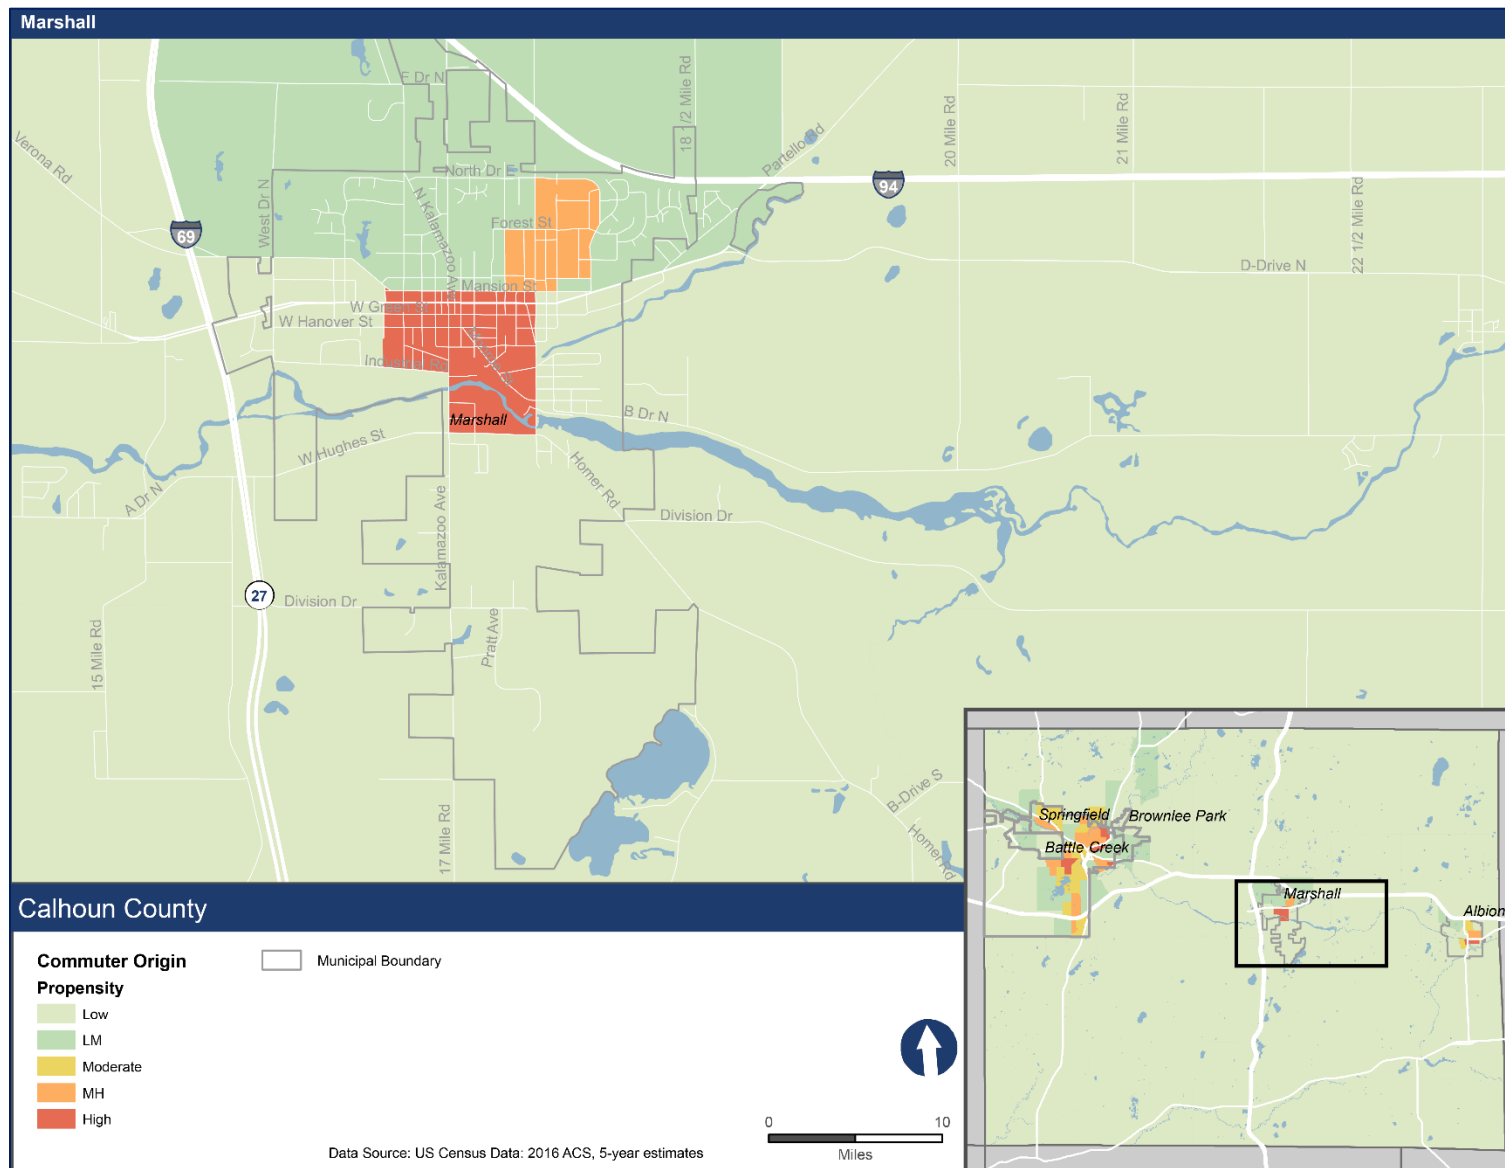 Marshall
F Dr N
18 1/2 Mile Rd
20 Mile Rd
21 Mile Rd
Partello Rd
Verona Rd
North Dr E
94
22 1/2 Mile Rd
West Dr N
N Kalamazoo Ave
Forest St
69
D-Drive N
Mansion St
W Green St
W Hanover St
Industrial Rd
Marshall
B Dr N
W Hughes St
A Dr N
Homer Rd
Kalamazoo Ave
Division Dr
27
Division Dr
15 Mile Rd
Pratt Ave
17 Mile Rd
B-Drive S
Homer Rd
Springfield
Brownlee Park
Battle Creek
Marshall
Albion
Calhoun County
Commuter Origin
Municipal Boundary
Propensity
Low
LM
Moderate
MH
High
0 10
Miles
Data Source: US Census Data: 2016 ACS, 5-year estimates